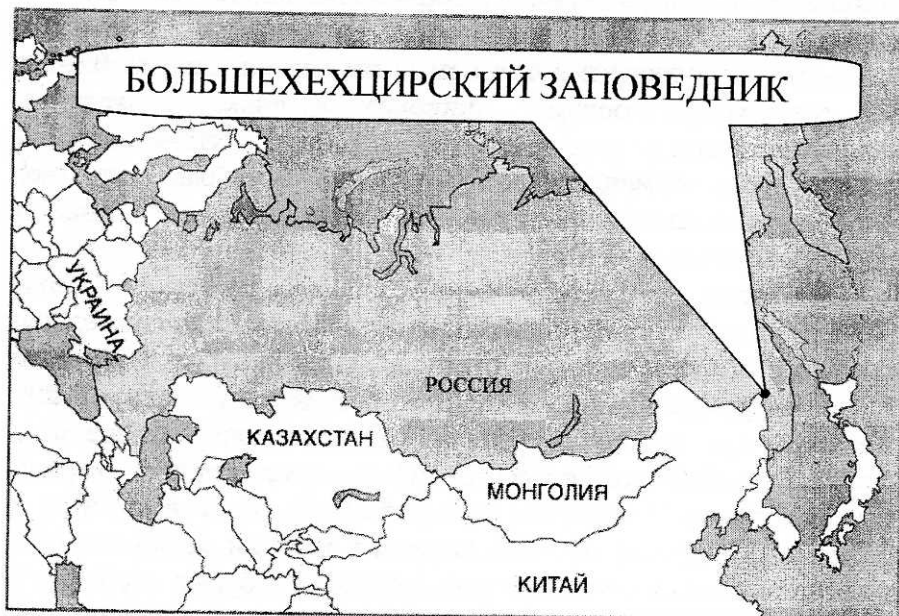 БОЛЬШЕХЕХЦИРСКИЙ ЗАПОВЕДНИК
УКРАИНА
РОССИЯ
КАЗАХСТАН
МОНГОЛИЯ
КИТАЙ